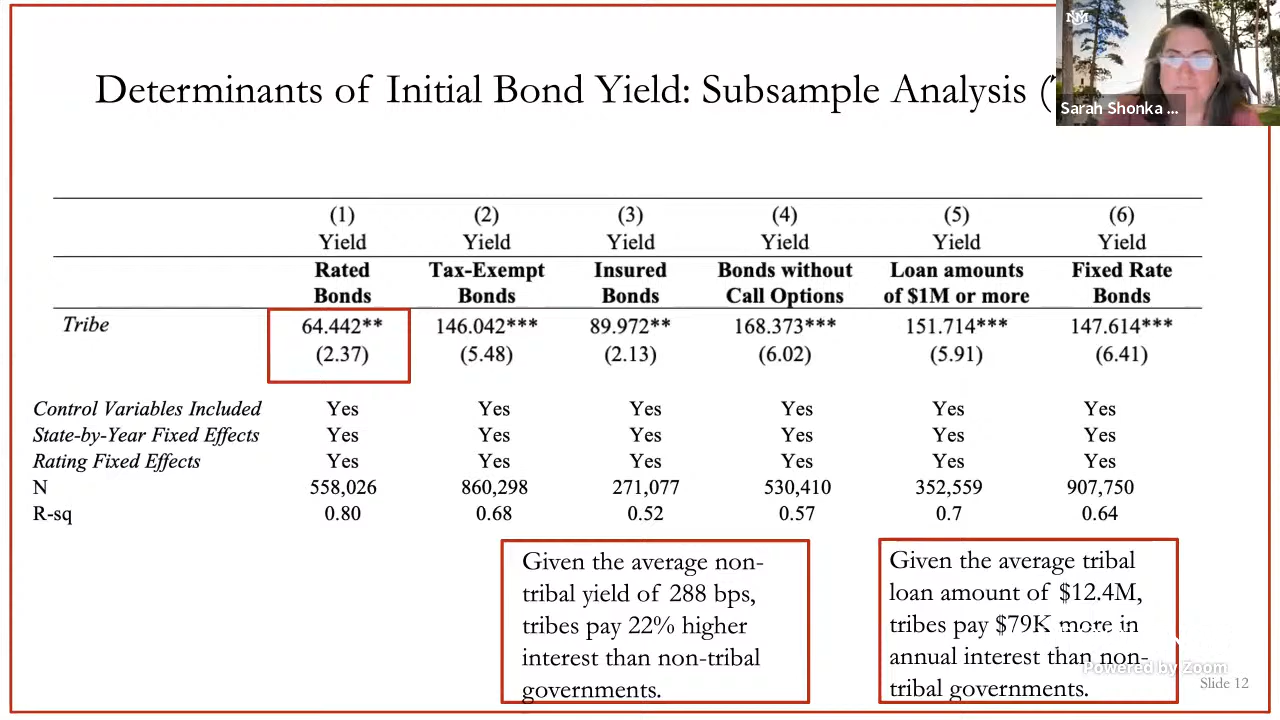 NM
Sarah Shonka ...
Determinants of Initial Bond Yield: Subsample Analysis (
(1) (2) (3) (4) (5) (6)
Yield Yield Yield Yield Yield Yield
Rated Tax-Exempt Insured Bonds without Loan amounts Fixed Rate
Bonds Bonds Bonds Call Options of $1M or more Bonds
Tribe 64.442** 146.042*** 89.972** 168.373*** 151.714*** 147.614***
(2.37) (5.48) (2.13) (6.02) (5.91) (6.41)
Control Variables Included Yes Yes Yes Yes Yes Yes
State-by-Year Fixed Effects Yes Yes Yes Yes Yes Yes
Rating Fixed Effects Yes Yes Yes Yes Yes Yes
N 558,026 860,298 271,077 530,410 352,559 907,750
R-sq 0.80 0.68 0.52 0.57 0.7 0.64
Given the average non-
tribal yield of 288 bps,
tribes pay 22% higher
interest than non-tribal
governments.
Given the average tribal
loan amount of $12.4M,
tribes pay $79K more in
annual interest than non-
tribal governments.
Powered by Zoom
Slide 12